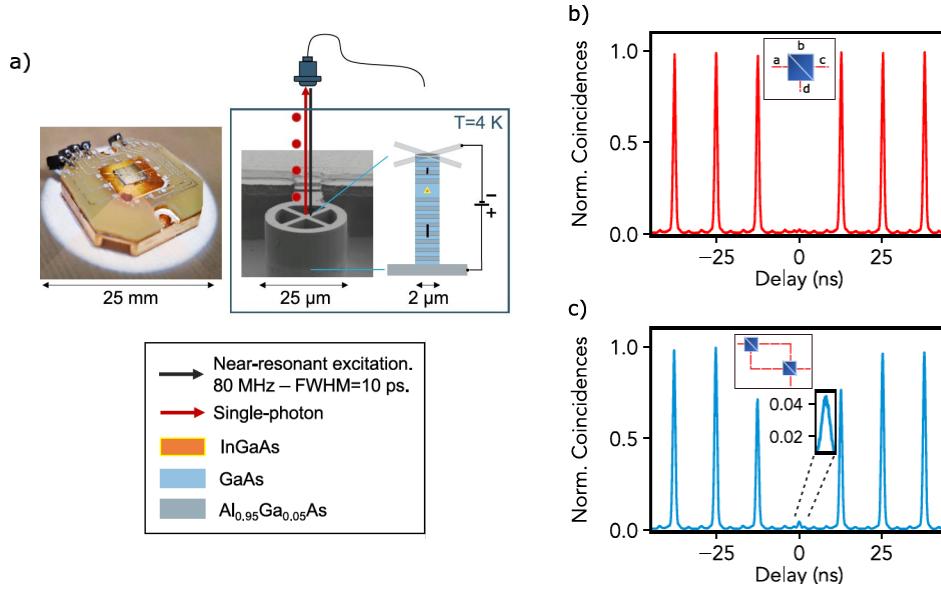 a)
T=4 K
−
+
25 mm
25 µm
2 µm
Near-resonant excitation.
80 MHz – FWHM=10 ps.
Single-photon
InGaAs
GaAs
Al0.95Ga0.05As
b)
Norm. Coincidences
1.0
0.5
0.0
a
b
c
d
−25
0
25
Delay (ns)
c)
Norm. Coincidences
1.0
0.5
0.0
0.04
0.02
−25
0
25
Delay (ns)